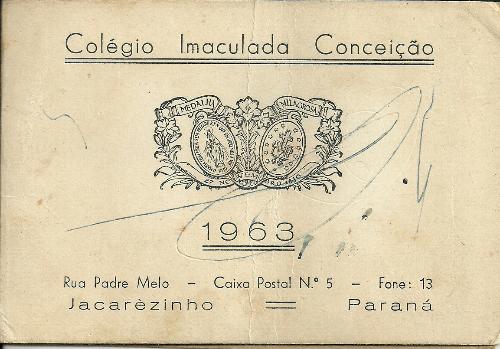 Colégio Imaculada Conceição
MEDALHA MILAGROSA
1963
Rua Padre Melo – Caixa Postal N.º 5 – Fone: 13
Jacarèzinho = Paraná